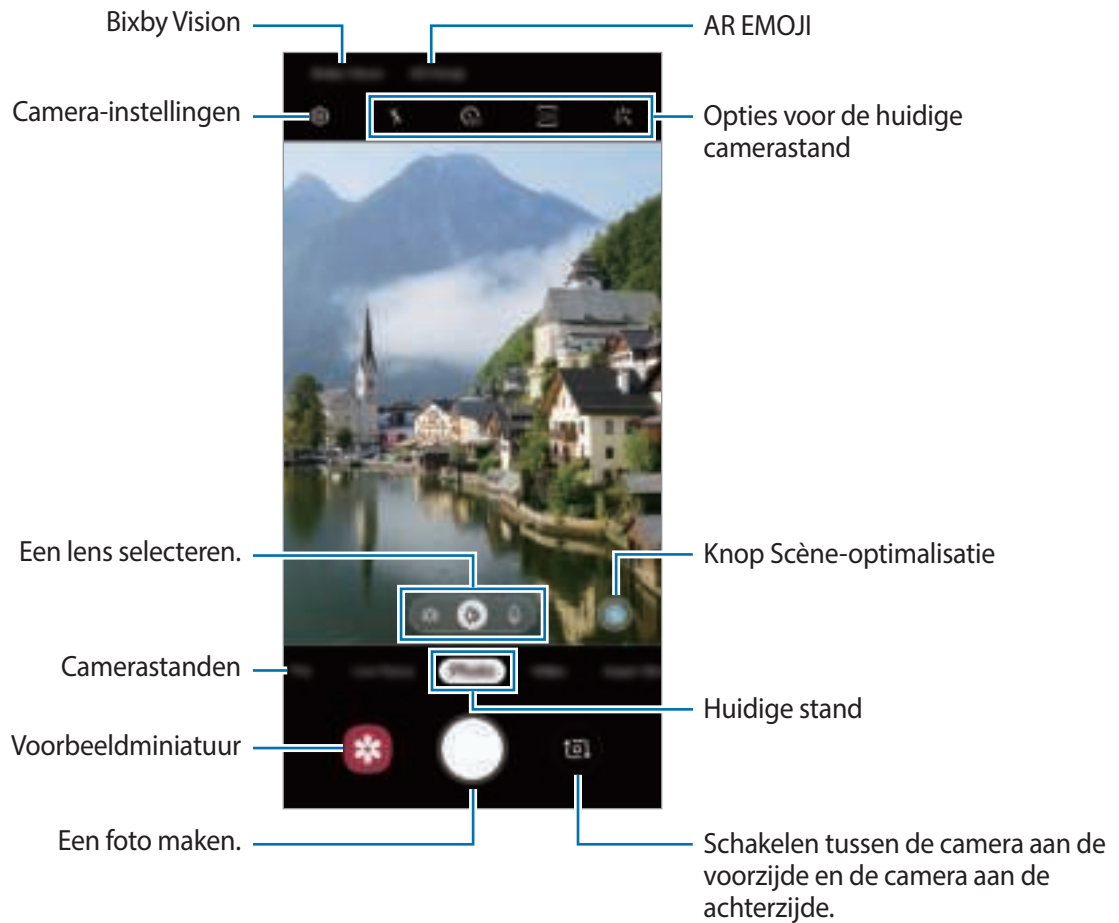 Bixby Vision
AR EMOJI
Camera-instellingen
Opties voor de huidige
camerastand
Een lens selecteren.
Knop Scène-optimalisatie
Camerastanden
Photo
Huidige stand
Voorbeeldminiatuur
Een foto maken.
Schakelen tussen de camera aan de
voorzijde en de camera aan de
achterzijde.